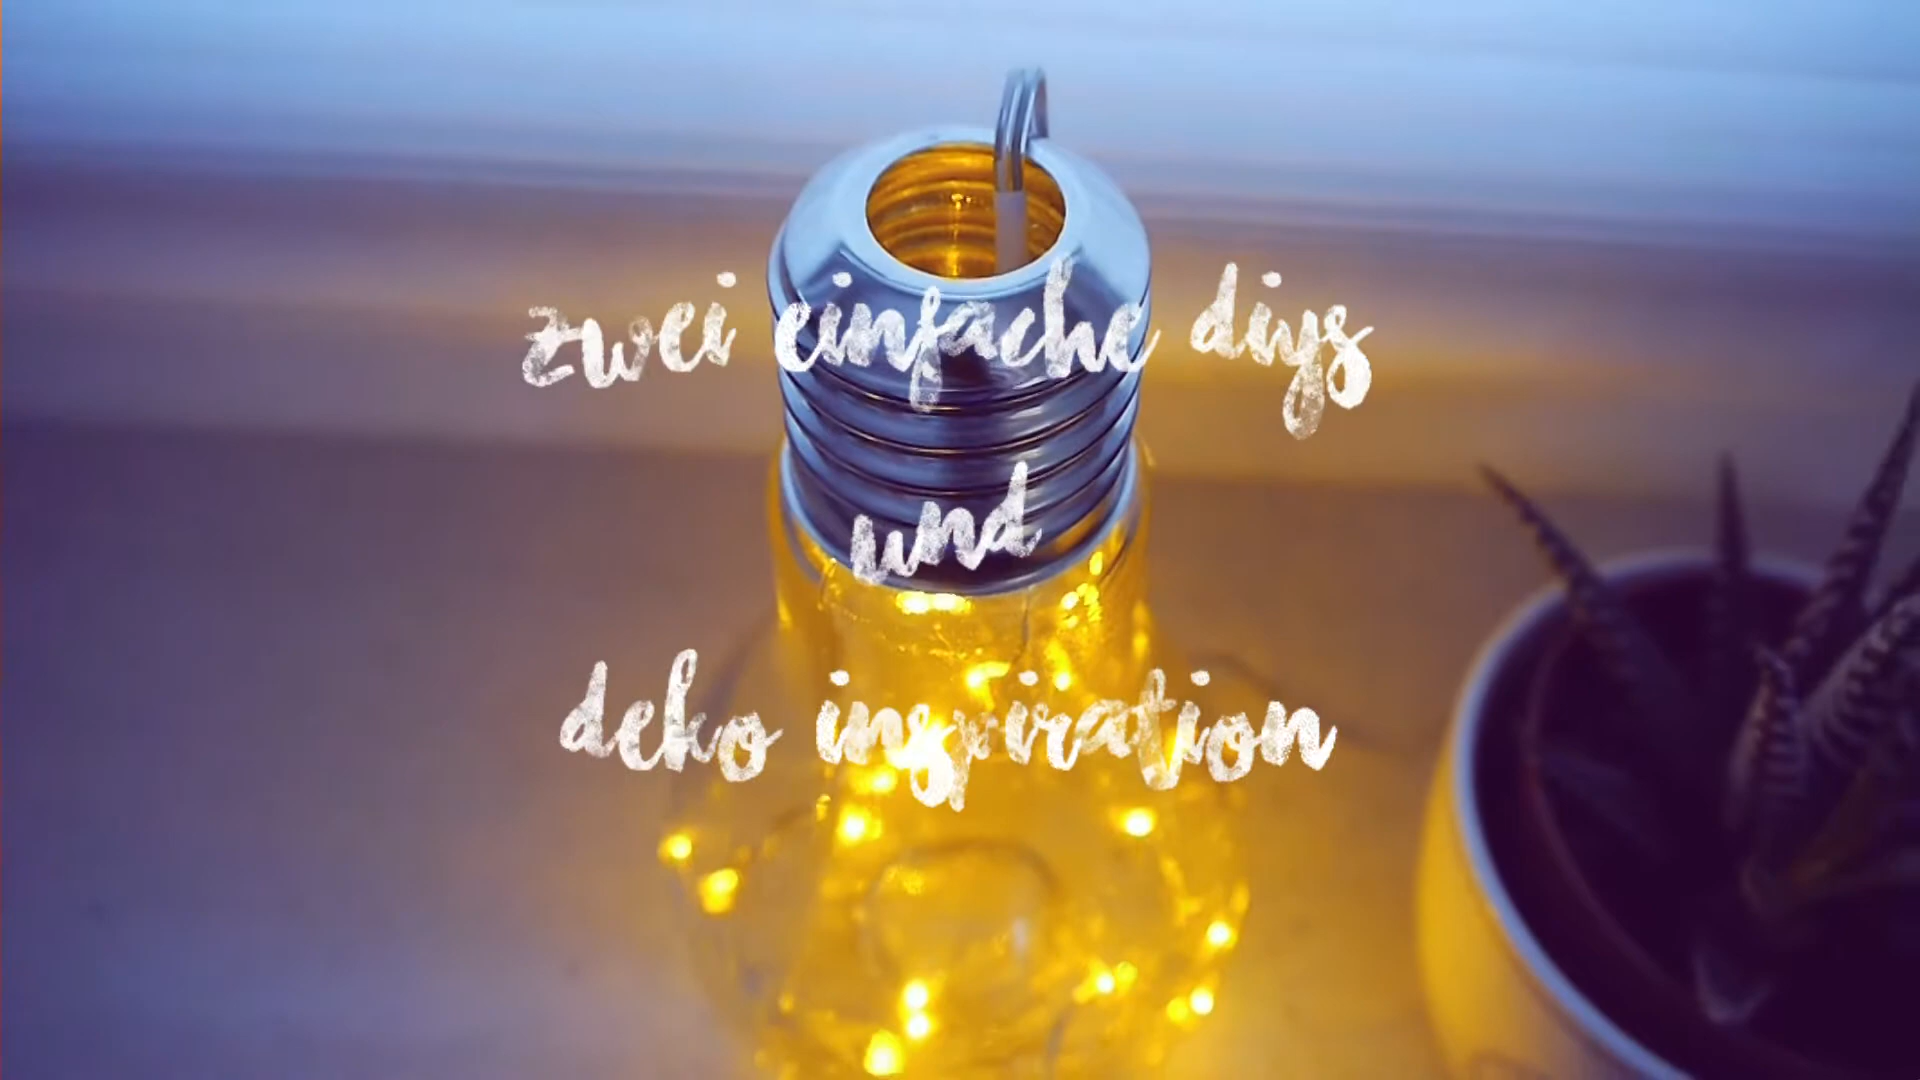 zwei einfache diys
und
deko inspiration